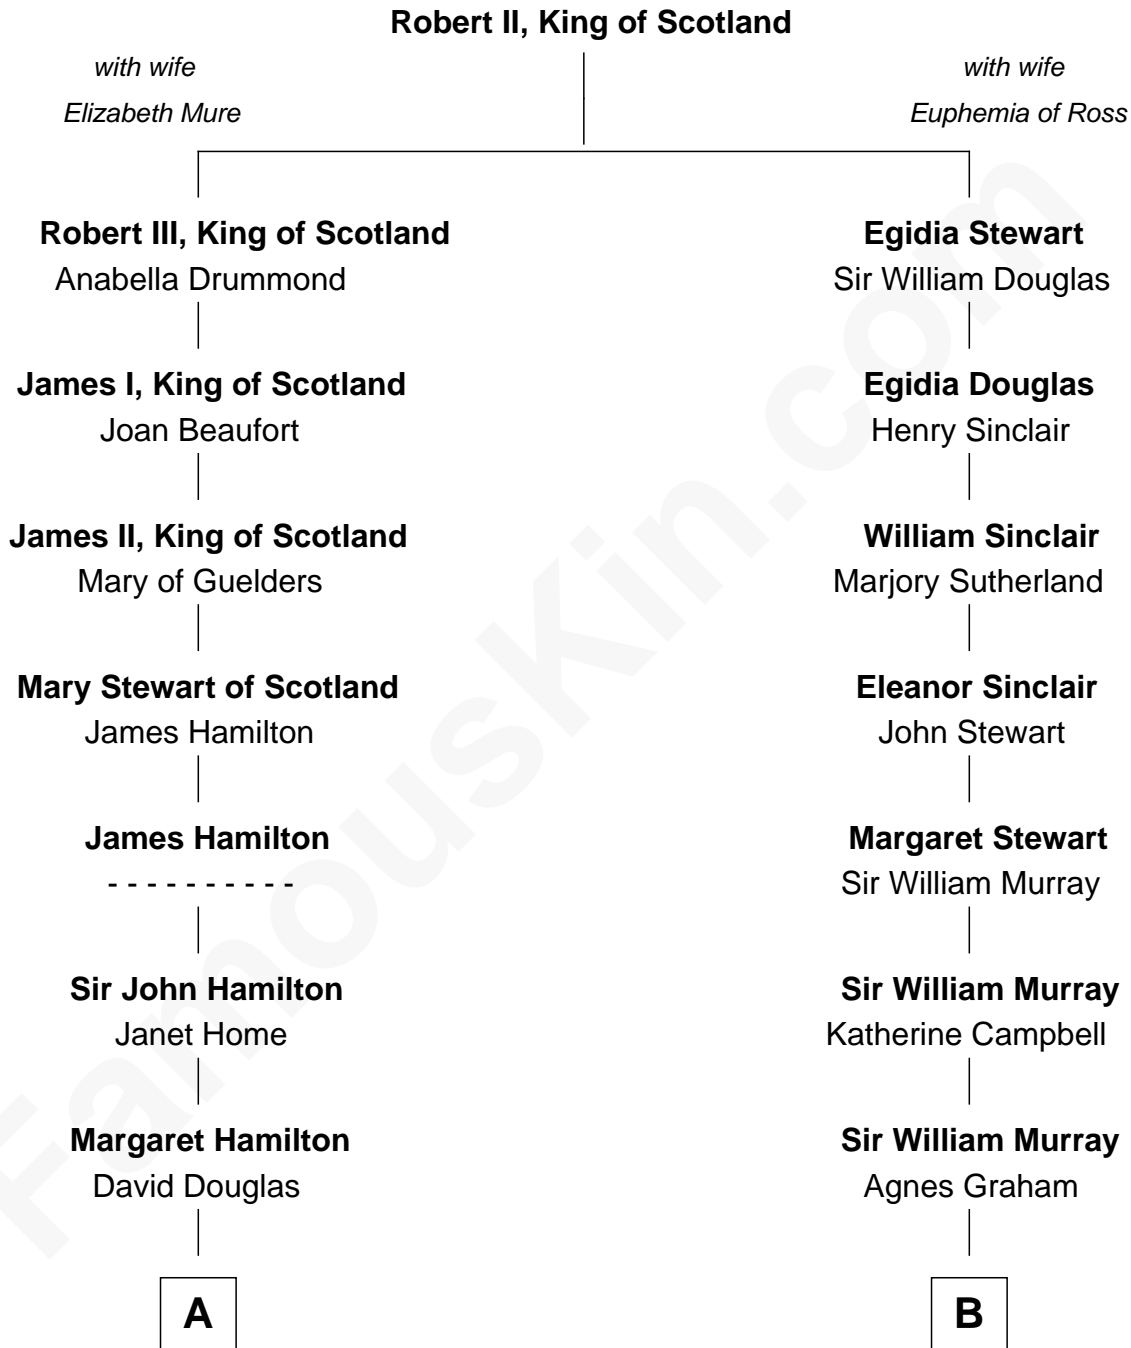 Robert II, King of Scotland
with wife
Elizabeth Mure
with wife
Euphemia of Ross
Robert III, King of Scotland
Anabella Drummond
Egidia Stewart
Sir William Douglas
James I, King of Scotland
Joan Beaufort
Egidia Douglas
Henry Sinclair
James II, King of Scotland
Mary of Guelders
William Sinclair
Marjory Sutherland
Mary Stewart of Scotland
James Hamilton
Eleanor Sinclair
John Stewart
James Hamilton
- - - - - - - - - -
Margaret Stewart
Sir William Murray
Sir John Hamilton
Janet Home
Sir William Murray
Katherine Campbell
Margaret Hamilton
David Douglas
Sir William Murray
Agnes Graham
A
B
FamousKin.com